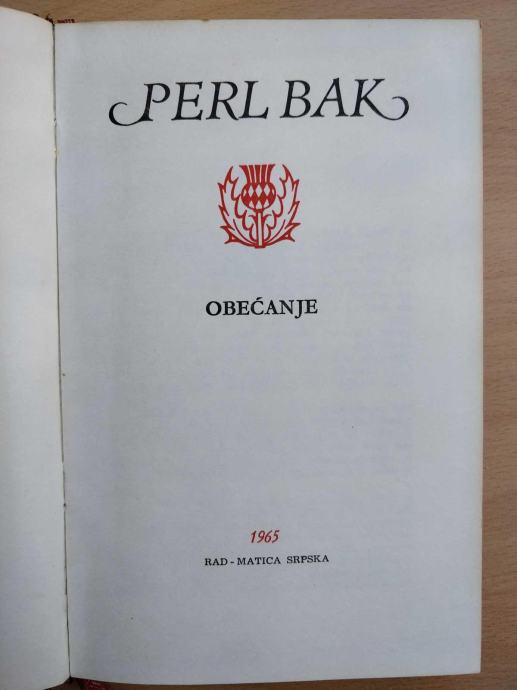 PERL BAK
OBEĆANJE
1965
RAD - MATICA SRPSKA